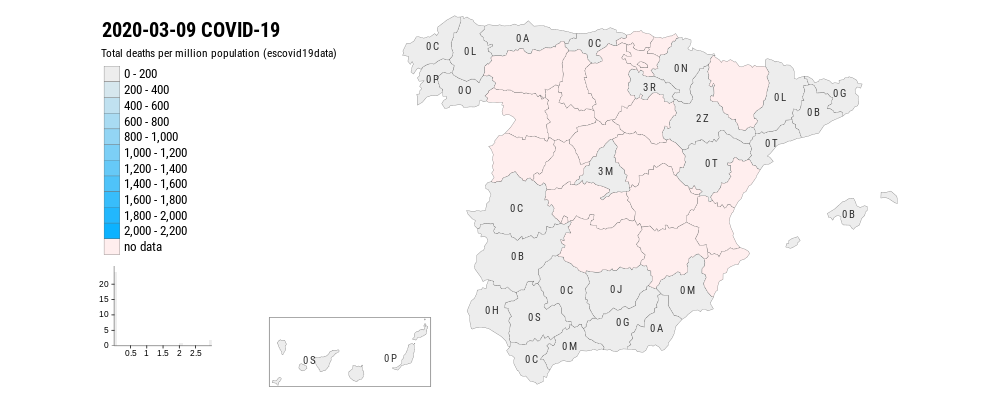 2020-03-09 COVID-19
Total deaths per million population (escovid19data)
0 - 200
200 - 400
400 - 600
600 - 800
800 - 1,000
1,000 - 1,200
1,200 - 1,400
1,400 - 1,600
1,600 - 1,800
1,800 - 2,000
2,000 - 2,200
no data
20
15
10
5
0
0.5 1 1.5 2 2.5
0C
0L
0A
0C
0P
0O
0N
3R
2Z
0L
0G
0B
0T
0T
3M
0B
0C
0B
0C
0J
0M
0H
0S
0G
0A
0M
0C
0S
0P